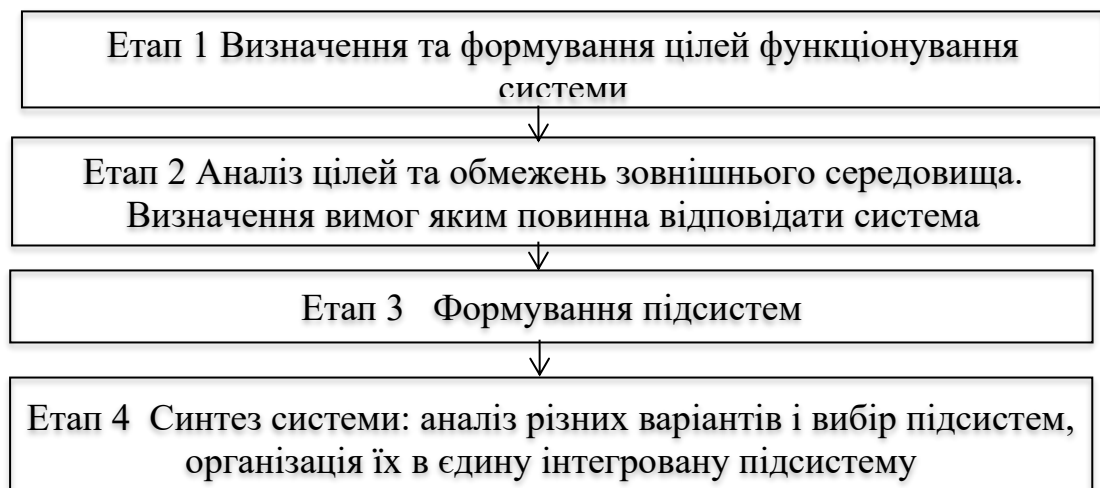 Етап 1 Визначення та формування цілей функціонування
системи
Етап 2 Аналіз цілей та обмежень зовнішнього середовища.
Визначення вимог яким повинна відповідати система
Етап 3 Формування підсистем
Етап 4 Синтез системи: аналіз різних варіантів і вибір підсистем,
організація їх в єдину інтегровану підсистему